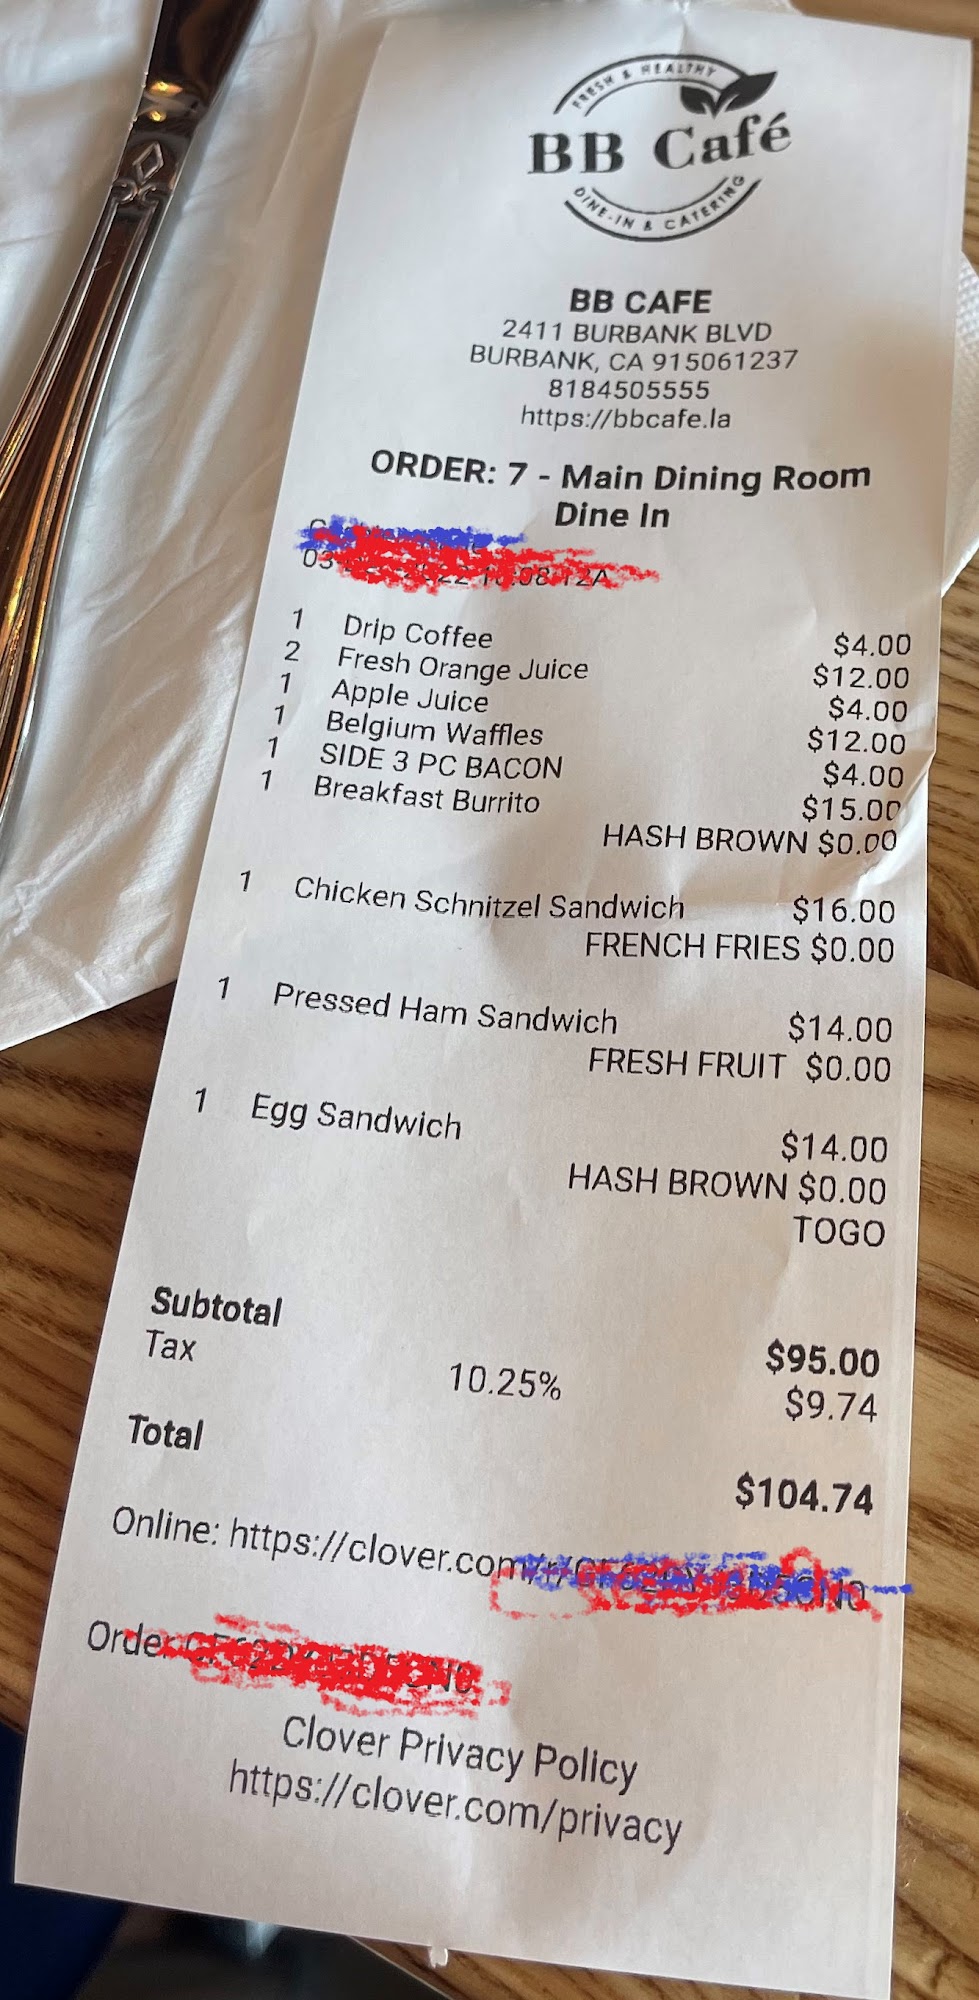 FRESH & HEALTHY
BB Café
DINE-IN & CATERING
BB CAFE
2411 BURBANK BLVD
BURBANK, CA 915061237
8184505555
https://bbcafe.la
ORDER: 7 - Main Dining Room
Dine In
1 Drip Coffee $4.00
2 Fresh Orange Juice $12.00
1 Apple Juice $4.00
1 Belgium Waffles $12.00
1 SIDE 3 PC BACON $4.00
1 Breakfast Burrito $15.00
HASH BROWN $0.00
1 Chicken Schnitzel Sandwich $16.00
FRENCH FRIES $0.00
1 Pressed Ham Sandwich $14.00
FRESH FRUIT $0.00
1 Egg Sandwich $14.00
HASH BROWN $0.00
TOGO
Subtotal $95.00
Tax 10.25% $9.74
Total $104.74
Online: https://clover.com
Order
Clover Privacy Policy
https://clover.com/privacy